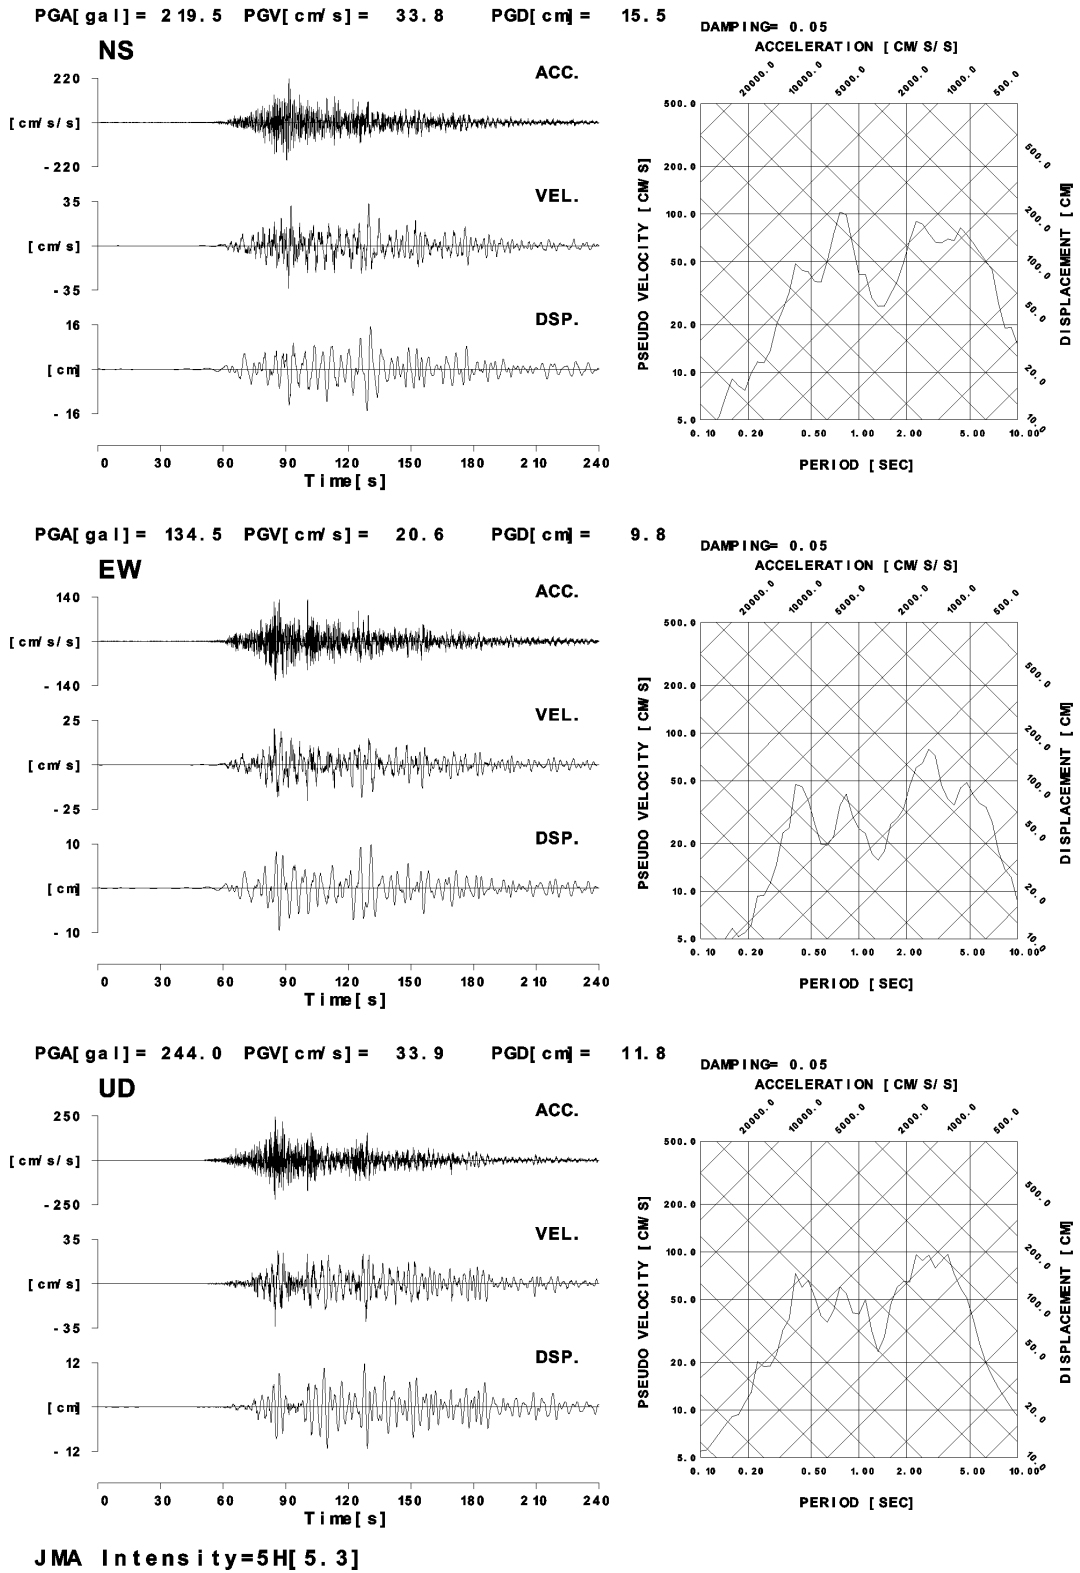 PGA[gal]= 219.5 PGV[cm/s]= 33.8 PGD[cm]= 15.5
NS
ACC.
220
[cm/s/s]
-220
VEL.
35
[cm/s]
-35
DSP.
16
[cm]
-16
0 30 60 90 120 150 180 210 240
Time[s]
DAMPING= 0.05
ACCELERATION [CM/S/S]
20000.0 10000.0 5000.0 2000.0 1000.0 500.0
PSEUDO VELOCITY [CM/S]
500.0
200.0
100.0
50.0
20.0
10.0
5.0
DISPLACEMENT [CM]
500.0
200.0
100.0
50.0
20.0
10.0
0.10 0.20 0.50 1.00 2.00 5.00 10.00
PERIOD [SEC]
PGA[gal]= 134.5 PGV[cm/s]= 20.6 PGD[cm]= 9.8
EW
ACC.
140
[cm/s/s]
-140
VEL.
25
[cm/s]
-25
DSP.
10
[cm]
-10
0 30 60 90 120 150 180 210 240
Time[s]
DAMPING= 0.05
ACCELERATION [CM/S/S]
20000.0 10000.0 5000.0 2000.0 1000.0 500.0
PSEUDO VELOCITY [CM/S]
500.0
200.0
100.0
50.0
20.0
10.0
5.0
DISPLACEMENT [CM]
500.0
200.0
100.0
50.0
20.0
10.0
0.10 0.20 0.50 1.00 2.00 5.00 10.00
PERIOD [SEC]
PGA[gal]= 244.0 PGV[cm/s]= 33.9 PGD[cm]= 11.8
UD
ACC.
250
[cm/s/s]
-250
VEL.
35
[cm/s]
-35
DSP.
12
[cm]
-12
0 30 60 90 120 150 180 210 240
Time[s]
DAMPING= 0.05
ACCELERATION [CM/S/S]
20000.0 10000.0 5000.0 2000.0 1000.0 500.0
PSEUDO VELOCITY [CM/S]
500.0
200.0
100.0
50.0
20.0
10.0
5.0
DISPLACEMENT [CM]
500.0
200.0
100.0
50.0
20.0
10.0
0.10 0.20 0.50 1.00 2.00 5.00 10.00
PERIOD [SEC]
JMA Intensity=5H[5.3]